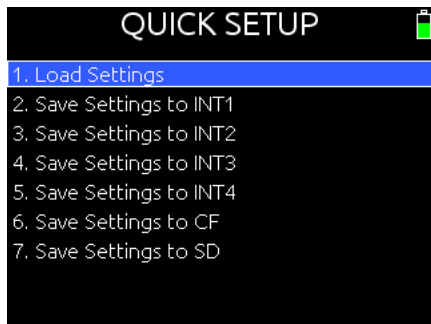 QUICK SETUP
1. Load Settings
2. Save Settings to INT1
3. Save Settings to INT2
4. Save Settings to INT3
5. Save Settings to INT4
6. Save Settings to CF
7. Save Settings to SD